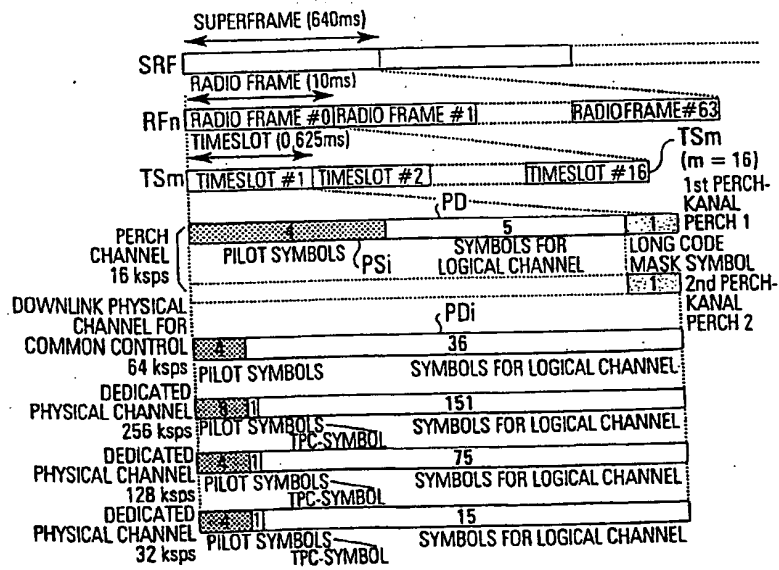 SUPERFRAME (640ms)
SRF
RADIO FRAME (10ms)
RFn RADIO FRAME #0 RADIO FRAME #1 RADIOFRAME#63
TIMESLOT (0,625ms)
TSm
(m = 16)
TSm TIMESLOT #1 TIMESLOT #2 TIMESLOT #16
1st PERCH-
KANAL
PERCH 1
PD
PERCH
CHANNEL
16 ksps
4 5 1
PILOT SYMBOLS
PSi
SYMBOLS FOR
LOGICAL CHANNEL
LONG CODE
MASK SYMBOL
1
2nd PERCH-
KANAL
PERCH 2
DOWNLINK PHYSICAL
CHANNEL FOR
COMMON CONTROL
64 ksps
PDi
4 36
PILOT SYMBOLS SYMBOLS FOR LOGICAL CHANNEL
DEDICATED
PHYSICAL CHANNEL
256 ksps
8 1 151
PILOT SYMBOLS SYMBOLS FOR LOGICAL CHANNEL
TPC-SYMBOL
DEDICATED
PHYSICAL CHANNEL
128 ksps
4 1 75
PILOT SYMBOLS SYMBOLS FOR LOGICAL CHANNEL
TPC-SYMBOL
DEDICATED
PHYSICAL CHANNEL
32 ksps
4 1 15
PILOT SYMBOLS SYMBOLS FOR LOGICAL CHANNEL
TPC-SYMBOL